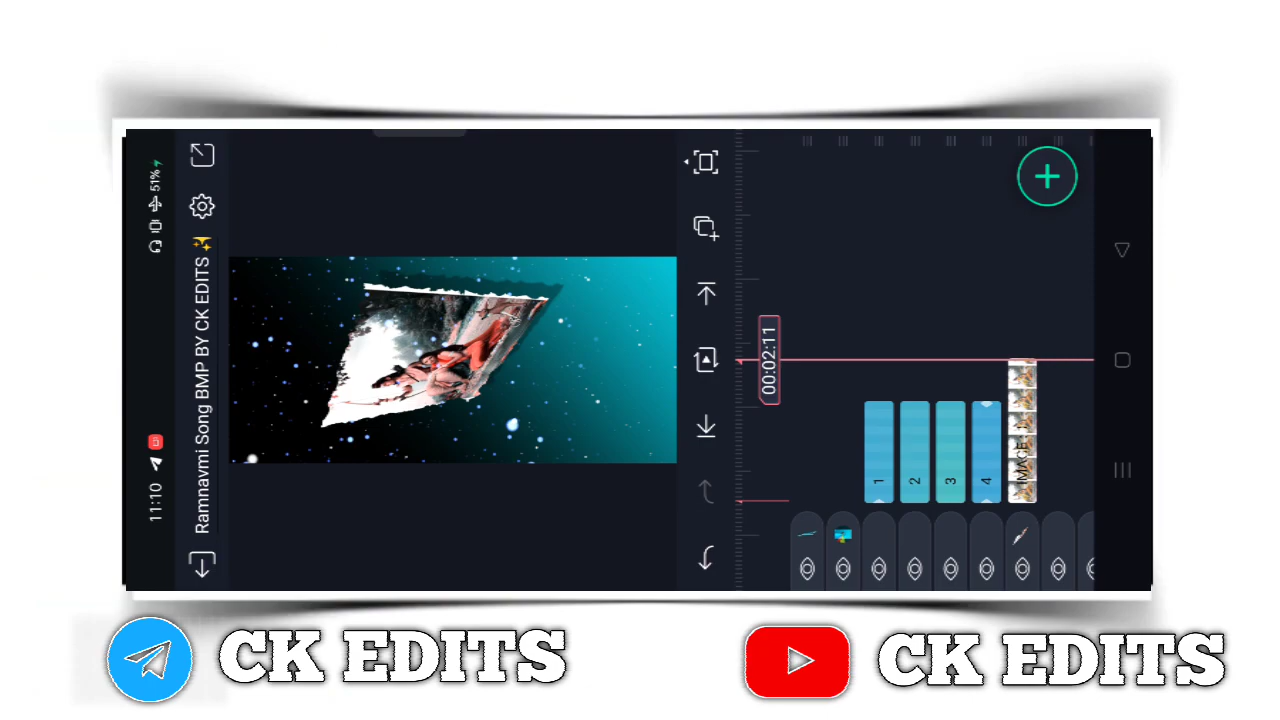 11:10
51%
Ramnavmi Song BMP BY CK EDITS ✨
00:02:11
1
2
3
4
IMAGE
CK EDITS
CK EDITS